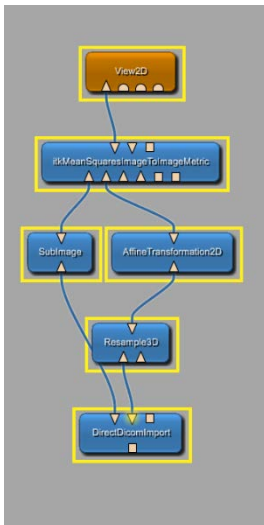 View2D
itkMeanSquaresImageToImageMetric
SubImage
AffineTransformation2D
Resample3D
DirectDicomImport